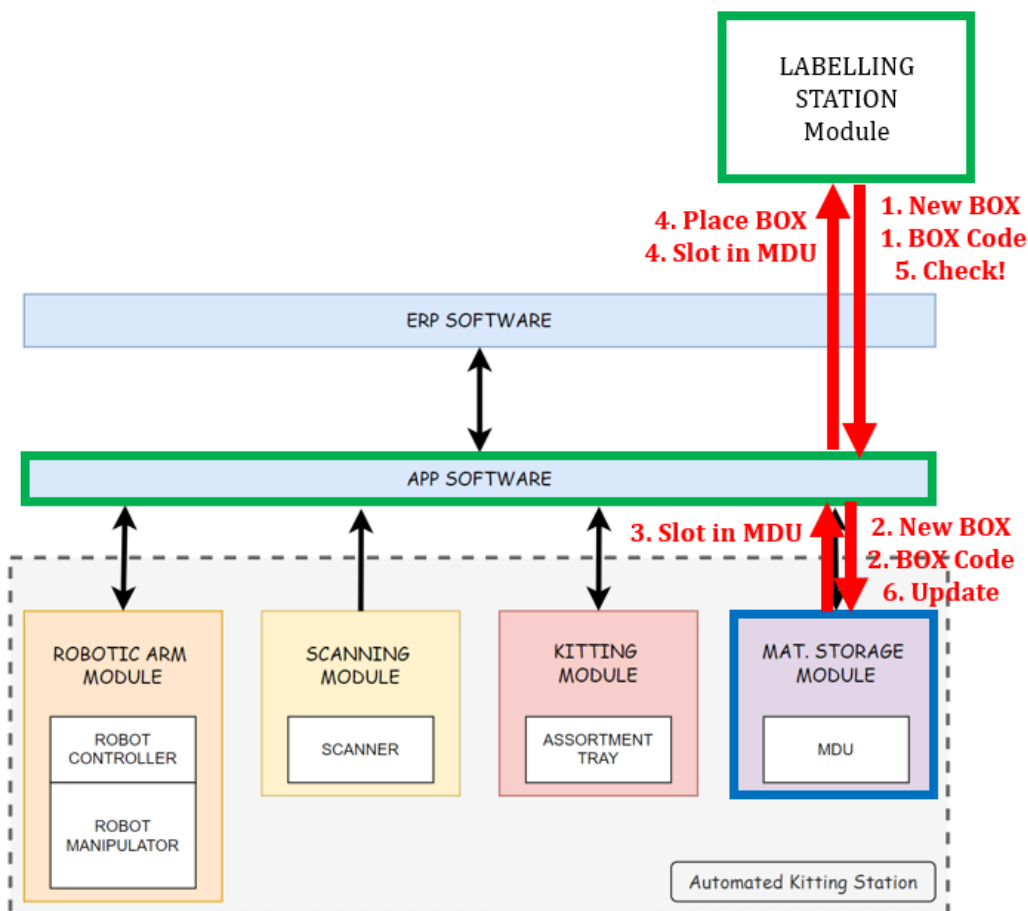 LABELLING
STATION
Module
4. Place BOX
4. Slot in MDU
1. New BOX
1. BOX Code
5. Check!
ERP SOFTWARE
APP SOFTWARE
3. Slot in MDU
2. New BOX
2. BOX Code
6. Update
ROBOTIC ARM
MODULE
ROBOT
CONTROLLER
ROBOT
MANIPULATOR
SCANNING
MODULE
SCANNER
KITTING
MODULE
ASSORTMENT
TRAY
MAT. STORAGE
MODULE
MDU
Automated Kitting Station